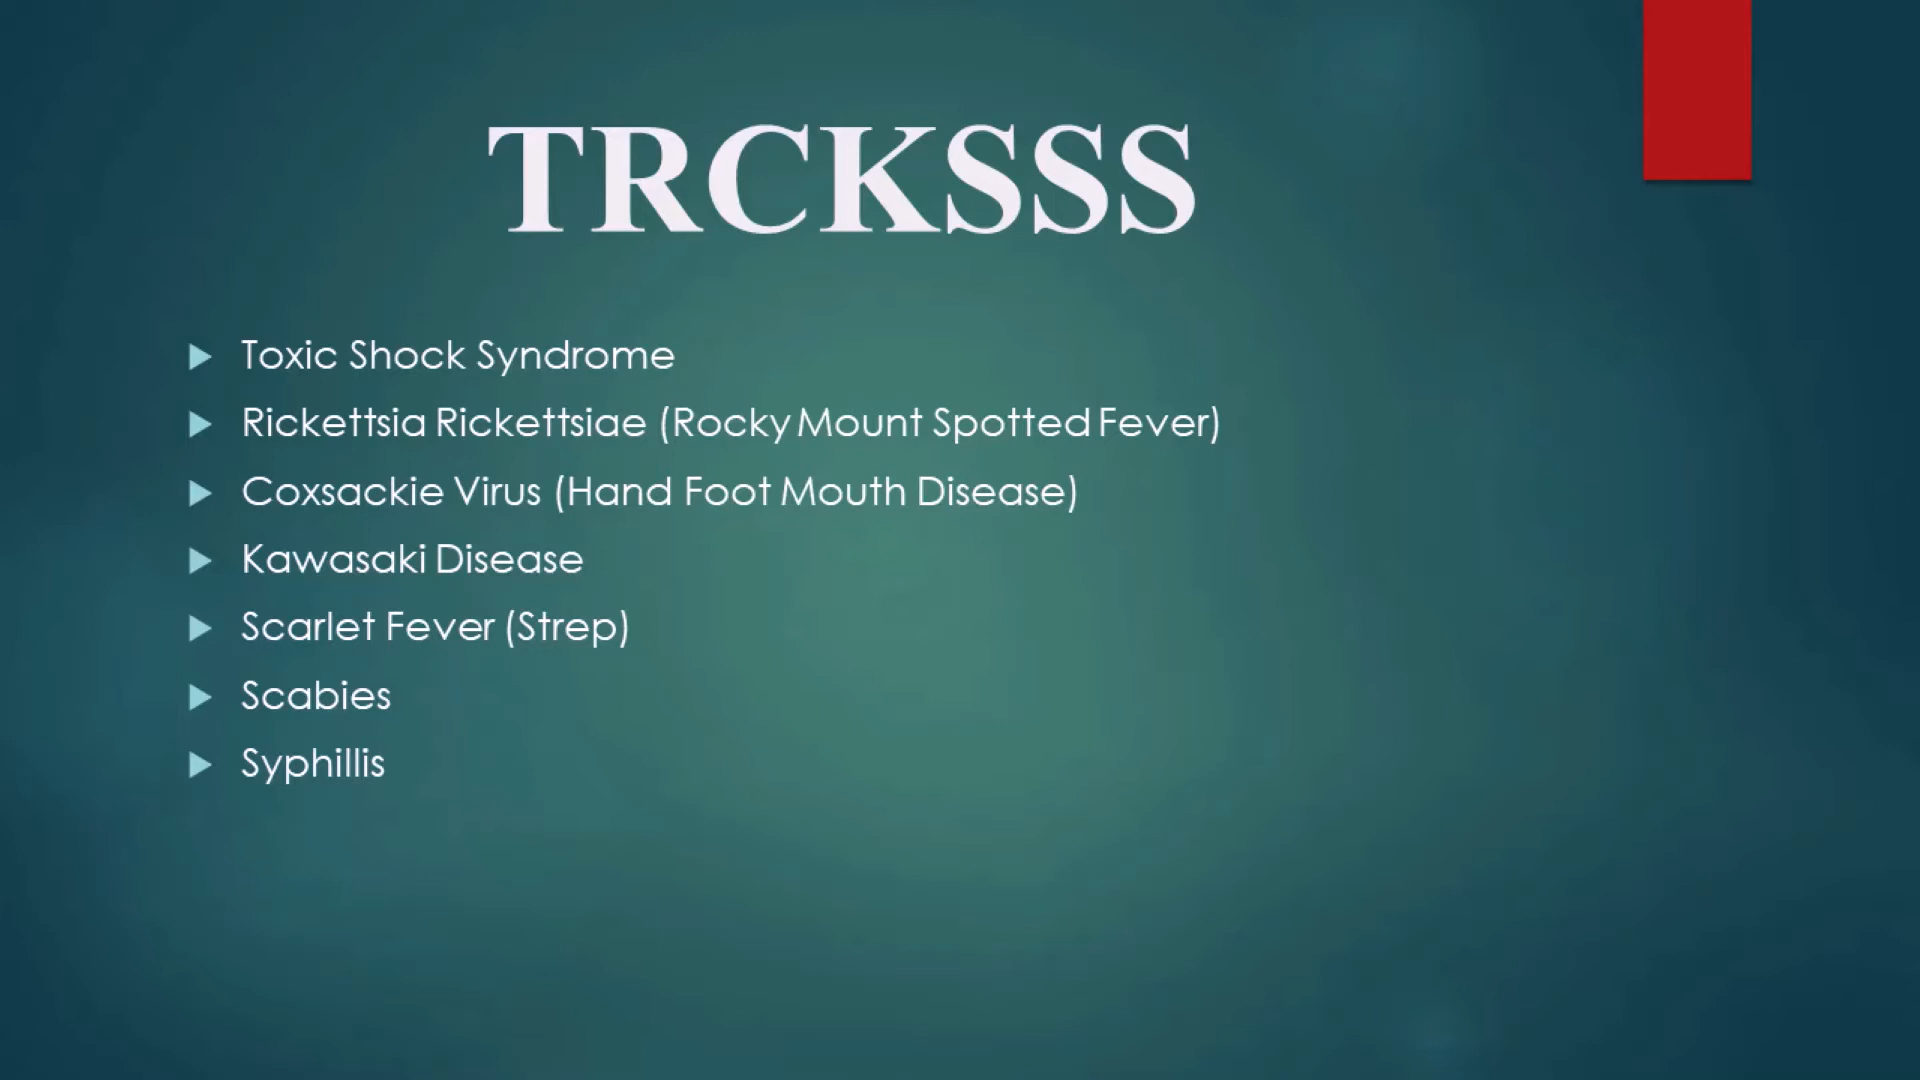 TRCKSSS
Toxic Shock Syndrome
Rickettsia Rickettsiae (Rocky Mount Spotted Fever)
Coxsackie Virus (Hand Foot Mouth Disease)
Kawasaki Disease
Scarlet Fever (Strep)
Scabies
Syphillis